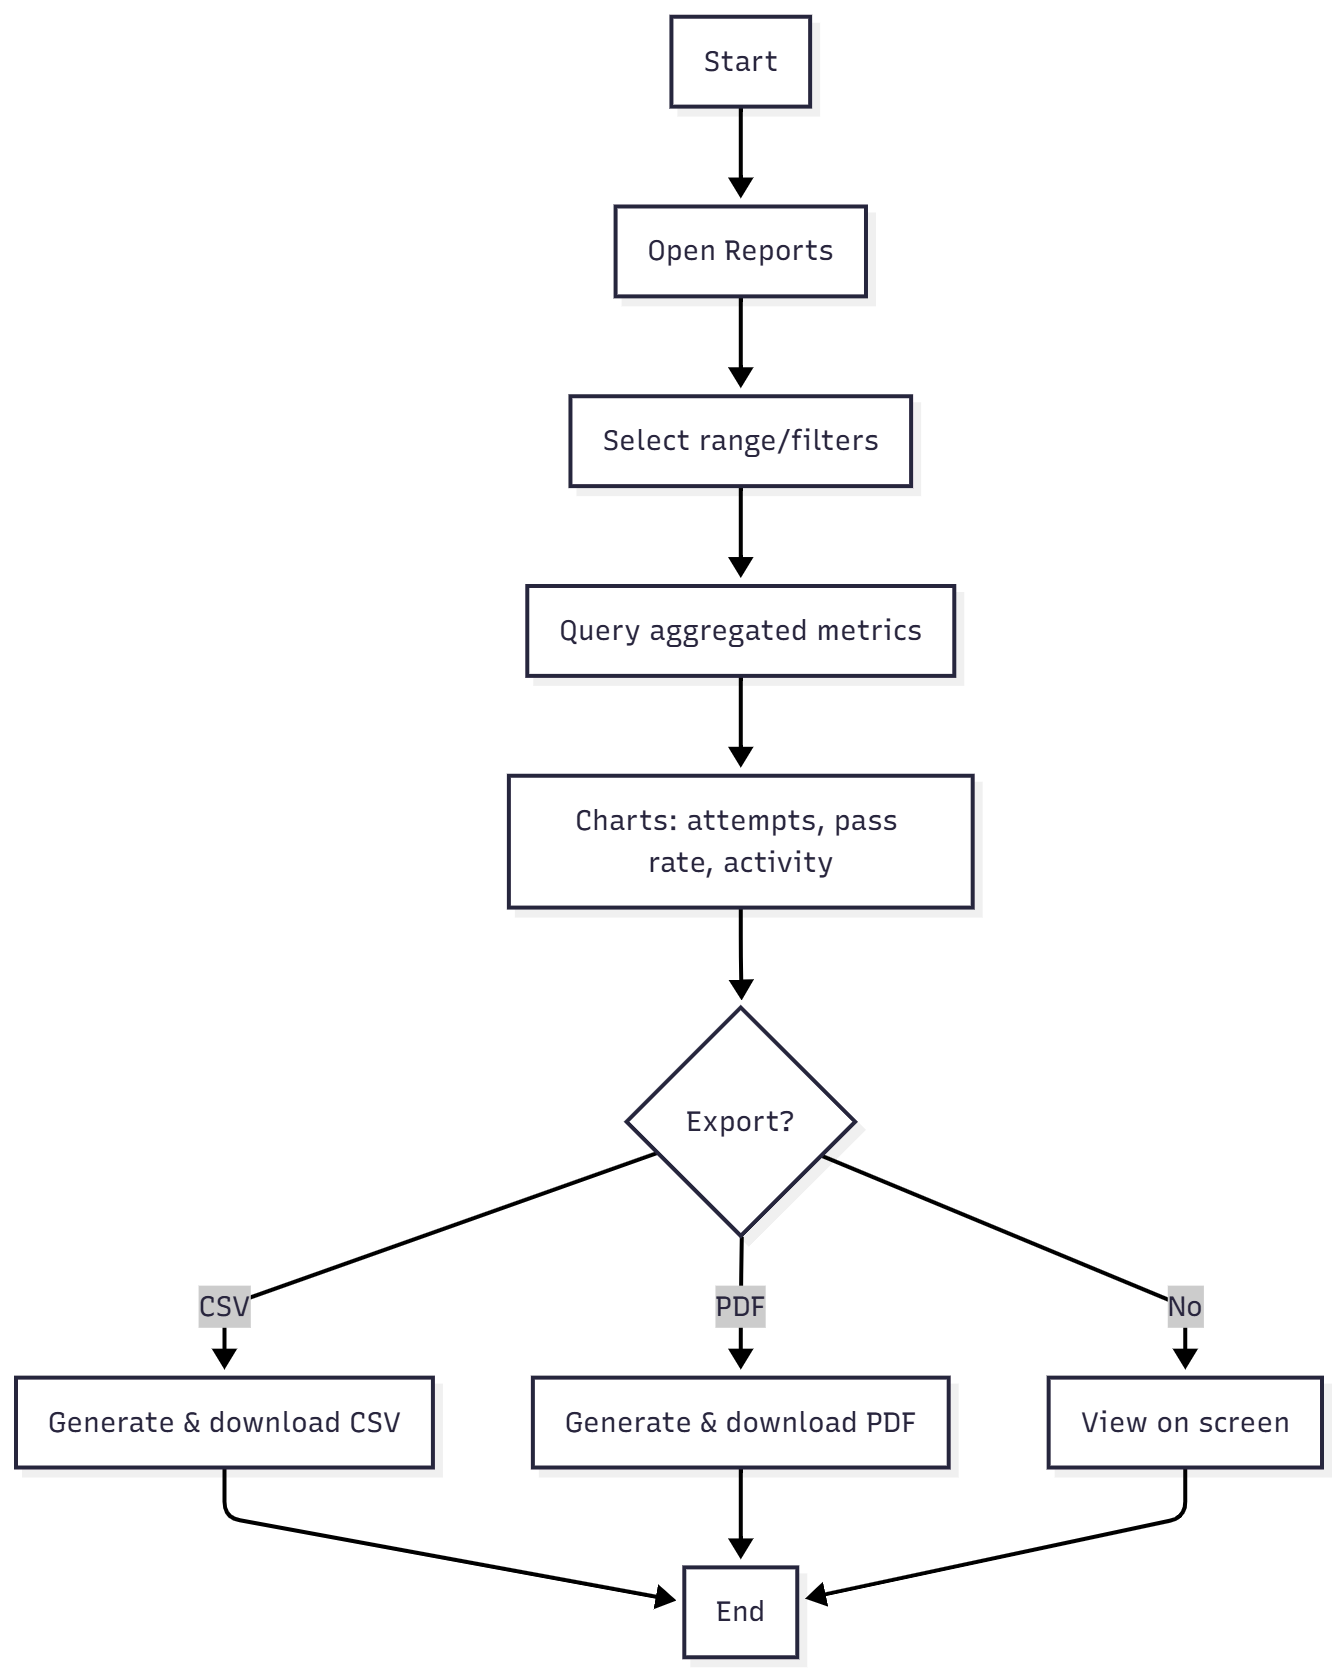 Start
Open Reports
Select range/filters
Query aggregated metrics
Charts: attempts, pass
rate, activity
Export?
CSV
PDF
No
Generate & download CSV
Generate & download PDF
View on screen
End